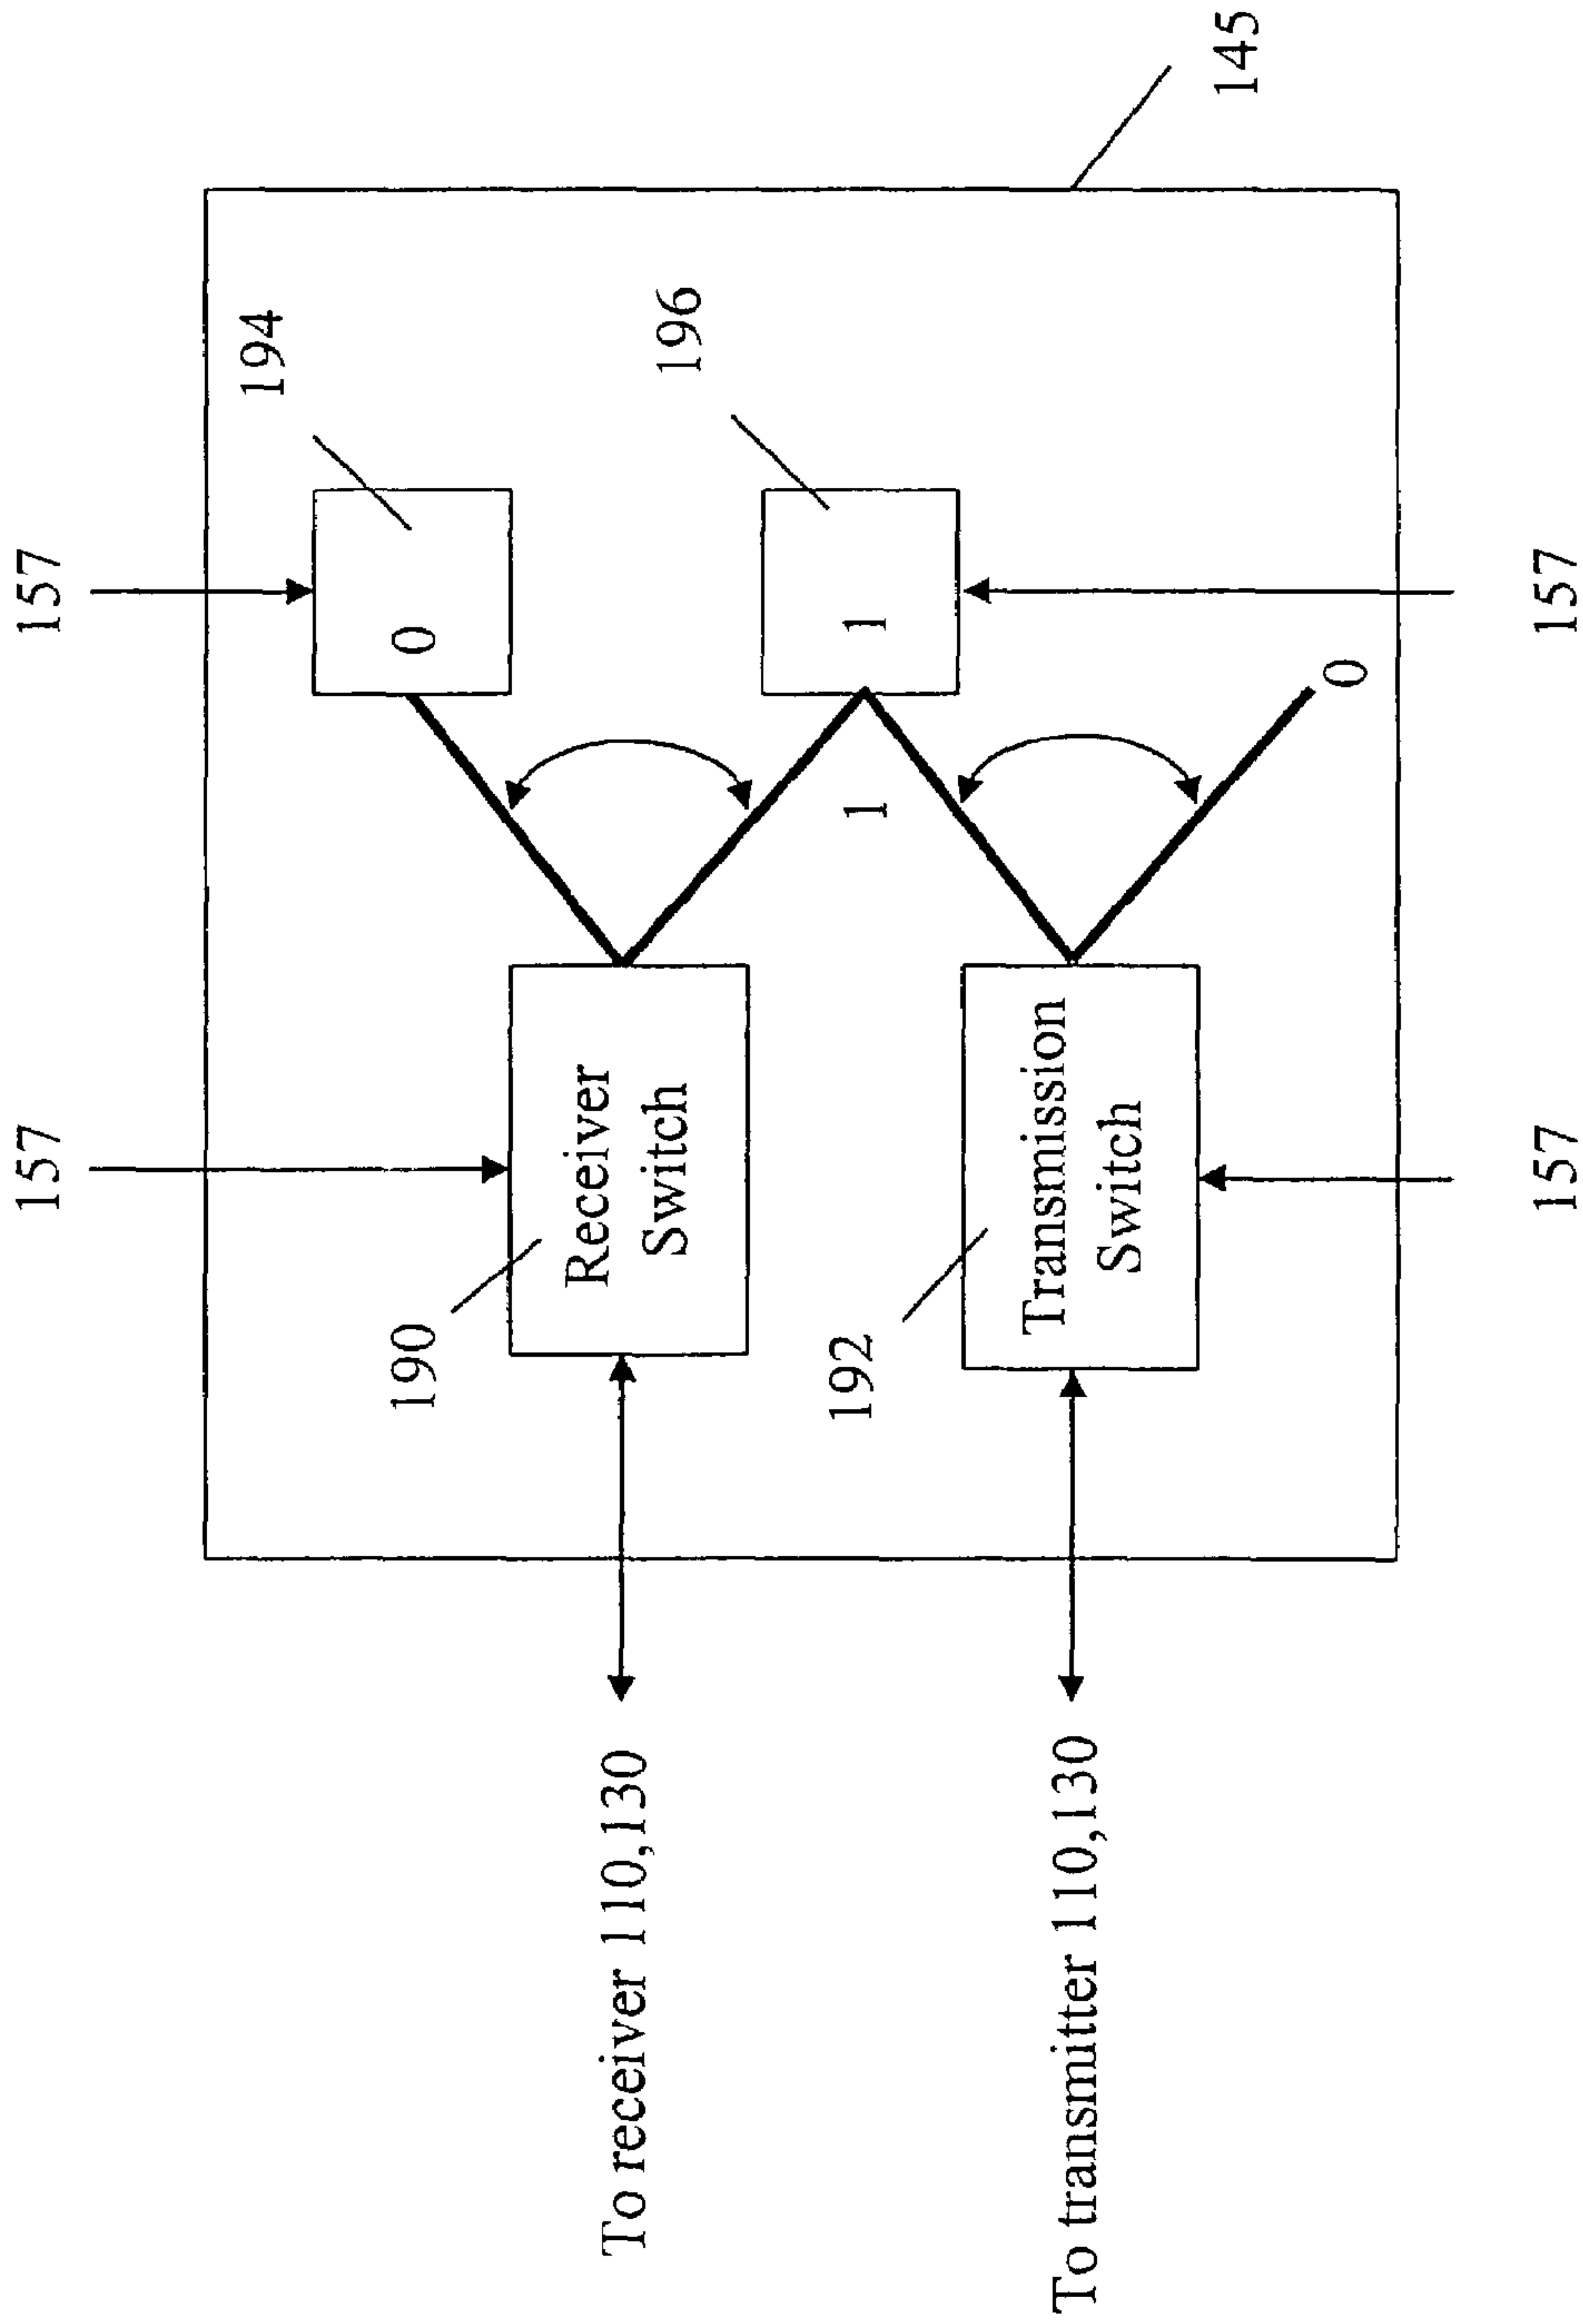 157
157
194
190
0
To receiver 110,130
Receiver
Switch
196
192
1
1
To transmitter 110,130
Transmission
Switch
145
0
157
157